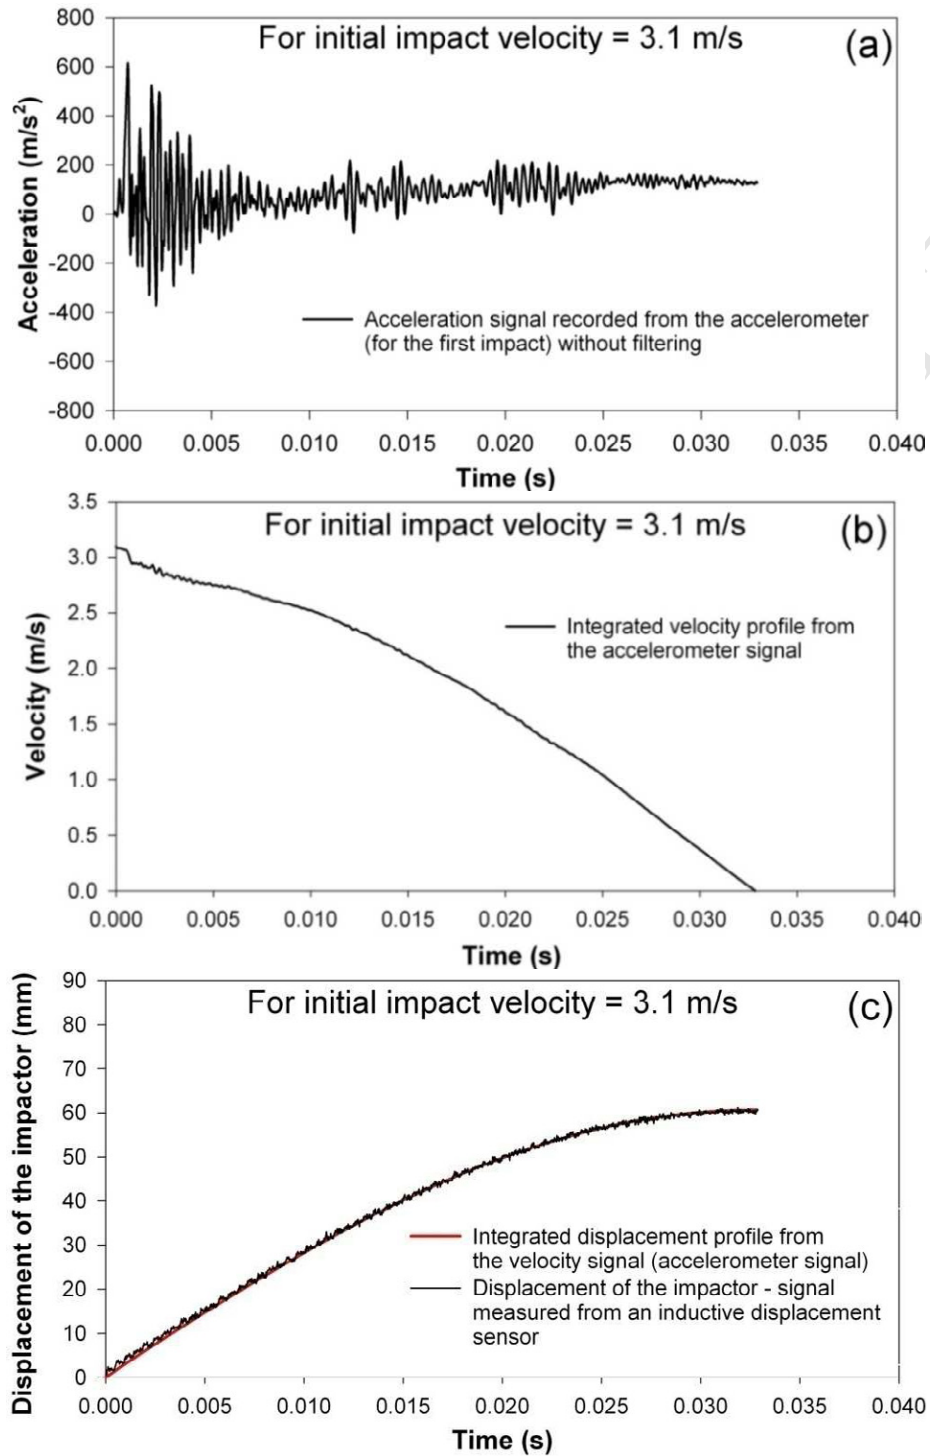 For initial impact velocity = 3.1 m/s
(a)
Acceleration (m/s²)
800
600
400
200
0
-200
-400
-600
-800
Acceleration signal recorded from the accelerometer
(for the first impact) without filtering
0.000 0.005 0.010 0.015 0.020 0.025 0.030 0.035 0.040
Time (s)
For initial impact velocity = 3.1 m/s
(b)
Velocity (m/s)
3.5
3.0
2.5
2.0
1.5
1.0
0.5
0.0
Integrated velocity profile from
the accelerometer signal
0.000 0.005 0.010 0.015 0.020 0.025 0.030 0.035 0.040
Time (s)
For initial impact velocity = 3.1 m/s
(c)
Displacement of the impactor (mm)
90
80
70
60
50
40
30
20
10
0
Integrated displacement profile from
the velocity signal (accelerometer signal)
Displacement of the impactor - signal
measured from an inductive displacement
sensor
0.000 0.005 0.010 0.015 0.020 0.025 0.030 0.035 0.040
Time (s)